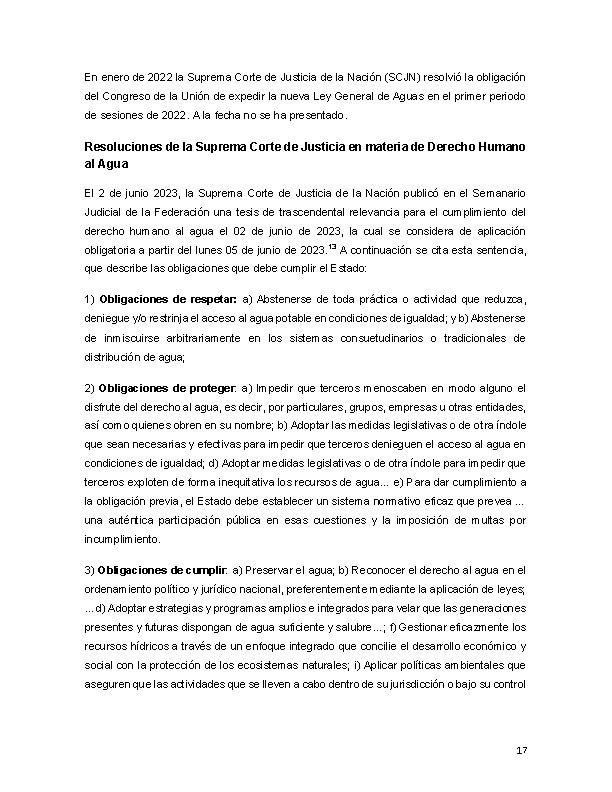 En enero de 2022 la Suprema Corte de Justicia de la Nación (SCJN) resolvió la obligación
del Congreso de la Unión de expedir la nueva Ley General de Aguas en el primer periodo
de sesiones de 2022. A la fecha no se ha presentado.
Resoluciones de la Suprema Corte de Justicia en materia de Derecho Humano
al Agua
El 2 de junio 2023, la Suprema Corte de Justicia de la Nación publicó en el Semanario
Judicial de la Federación una tesis de trascendental relevancia para el cumplimiento del
derecho humano al agua el 02 de junio de 2023, la cual se considera de aplicación
obligatoria a partir del lunes 05 de junio de 2023.13 A continuación se cita esta sentencia,
que describe las obligaciones que debe cumplir el Estado:
1) Obligaciones de respetar: a) Abstenerse de toda práctica o actividad que reduzca,
deniegue y/o restrinja el acceso al agua potable en condiciones de igualdad; y b) Abstenerse
de inmiscuirse arbitrariamente en los sistemas consuetudinarios o tradicionales de
distribución de agua;
2) Obligaciones de proteger: a) Impedir que terceros menoscaben en modo alguno el
disfrute del derecho al agua, es decir, por particulares, grupos, empresas u otras entidades,
así como quienes obren en su nombre; b) Adoptar las medidas legislativas o de otra índole
que sean necesarias y efectivas para impedir que terceros denieguen el acceso al agua en
condiciones de igualdad; d) Adoptar medidas legislativas o de otra índole para impedir que
terceros exploten de forma inequitativa los recursos de agua... e) Para dar cumplimiento a
la obligación previa, el Estado debe establecer un sistema normativo eficaz que prevea ...
una auténtica participación pública en esas cuestiones y la imposición de multas por
incumplimiento.
3) Obligaciones de cumplir: a) Preservar el agua; b) Reconocer el derecho al agua en el
ordenamiento político y jurídico nacional, preferentemente mediante la aplicación de leyes;
...d) Adoptar estrategias y programas amplios e integrados para velar que las generaciones
presentes y futuras dispongan de agua suficiente y salubre...; f) Gestionar eficazmente los
recursos hídricos a través de un enfoque integrado que concilie el desarrollo económico y
social con la protección de los ecosistemas naturales; i) Aplicar políticas ambientales que
aseguren que las actividades que se lleven a cabo dentro de su jurisdicción o bajo su control
17